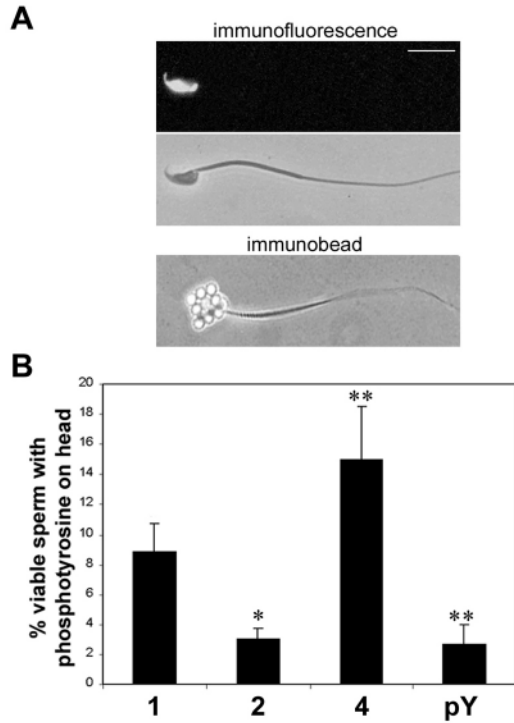 A
immunofluorescence
immunobead
B
% viable sperm with
phosphotyrosine on head
20
18
16
14
12
10
8
6
4
2
0
*
**
**
1 2 4 pY